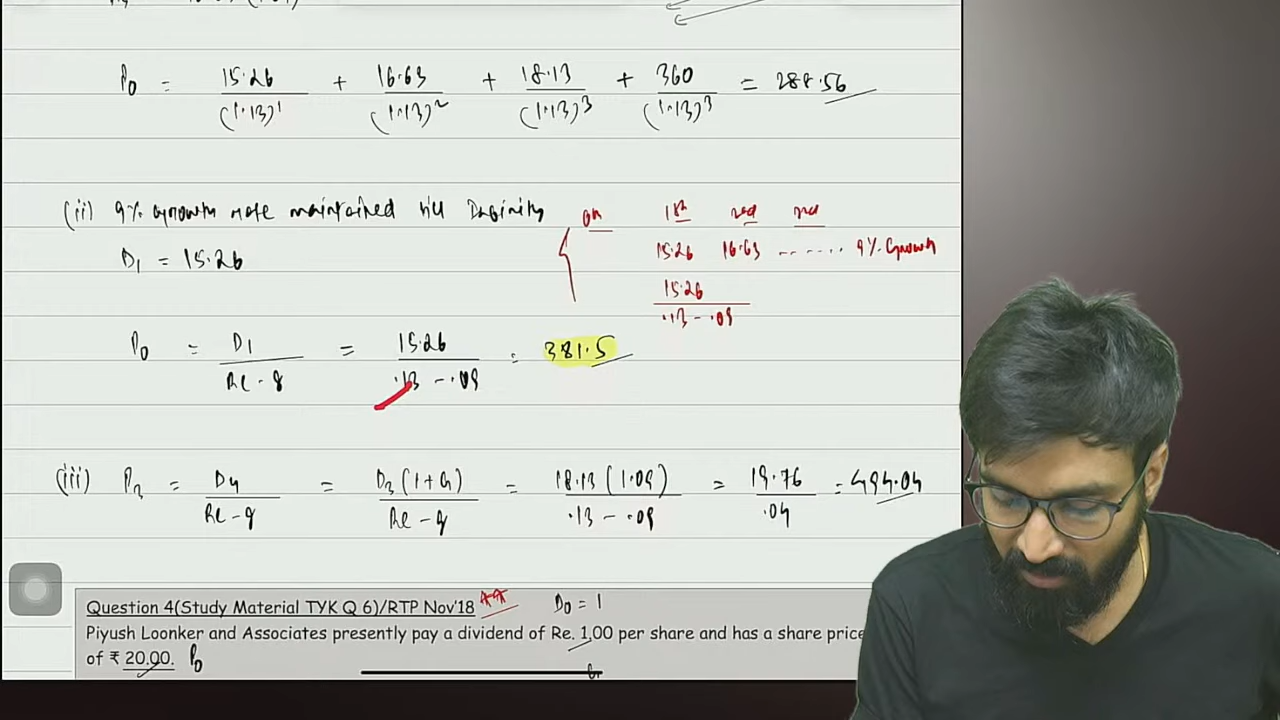 P₀ = 15.26/(1.13)¹ + 16.63/(1.13)² + 18.13/(1.13)³ + 360/(1.13)³ = 288.56
(ii) 9% Growth rate maintained till Infinity
D₁ = 15.26
0th 1st 2nd
15.26 16.63 ....... 9% Growth
15.26/.13 - .09
P₀ = D₁/Re - g = 15.26/.13 - .09 = 381.5
(iii) P₃ = D₄/Re - g = D₃(1+G)/Re - g = 18.13(1.09)/.13 - .09 = 19.76/.04 = 494.04
Question 4(Study Material TYK Q 6)/RTP Nov'18 ** D₀ = 1
Piyush Loonker and Associates presently pay a dividend of Re. 1.00 per share and has a share price
of ₹ 20.00. P₀